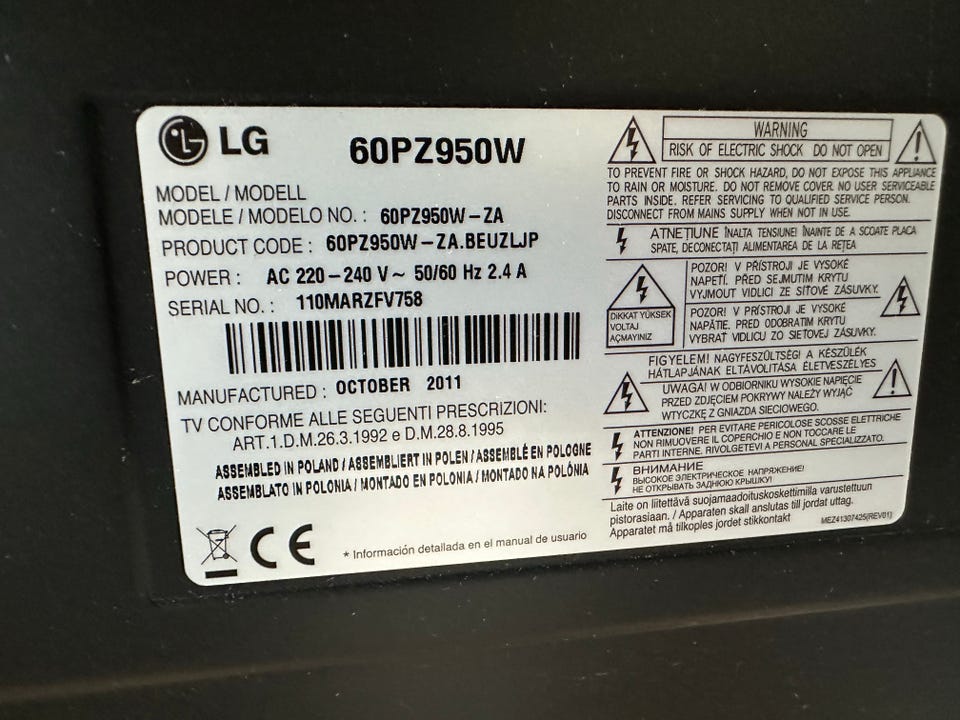 LG
60PZ950W
MODEL / MODELL
MODELE / MODELO NO. : 60PZ950W-ZA
PRODUCT CODE : 60PZ950W-ZA.BEUZLJP
POWER : AC 220-240 V~ 50/60 Hz 2.4 A
SERIAL NO. : 110MARZFV758
MANUFACTURED : OCTOBER 2011
TV CONFORME ALLE SEGUENTI PRESCRIZIONI:
ART.1.D.M.26.3.1992 e D.M.28.8.1995
ASSEMBLED IN POLAND / ASSEMBLIERT IN POLEN / ASSEMBLÉ EN POLOGNE
ASSEMBLATO IN POLONIA / MONTADO EN POLONIA / MONTADO NA POLÓNIA
CE
* Información detallada en el manual de usuario
WARNING
RISK OF ELECTRIC SHOCK DO NOT OPEN
TO PREVENT FIRE OR SHOCK HAZARD, DO NOT EXPOSE THIS APPLIANCE
TO RAIN OR MOISTURE. DO NOT REMOVE COVER. NO USER SERVICEABLE
PARTS INSIDE. REFER SERVICING TO QUALIFIED SERVICE PERSON.
DISCONNECT FROM MAINS SUPPLY WHEN NOT IN USE.
ATNEŢIUNE ÎNALTA TENSIUNE! ÎNAINTE DE A SCOATE PLACA
SPATE, DECONECTAŢI ALIMENTAREA DE LA REŢEA
DIKKAT YÜKSEK
VOLTAJ
AÇMAYINIZ
POZOR! V PŘÍSTROJI JE VYSOKÉ
NAPETÍ. PŘED SEJMUTIM KRYTU
VYJMOUT VIDLICI ZE SÍTOVÉ ZÁSUVKY.
POZOR! V PRÍSTROJI JE VYSOKÉ
NAPÄTIE. PRED ODOBRATIM KRYTU
VYBRAŤ VIDLICU ZO SIEŤOVEJ ZÁSUVKY.
FIGYELEM! NAGYFESZÜLTSÉG! A KÉSZÜLÉK
HÁTLAPJÁNAK ELTÁVOLÍTÁSA ÉLETVESZÉLYES
UWAGA! W ODBIORNIKU WYSOKIE NAPIĘCIE
PRZED ZDJĘCIEM POKRYWY NALEŻY WYJĄĆ
WTYCZKĘ Z GNIAZDA SIECIOWEGO.
ATTENZIONE! PER EVITARE PERICOLOSE SCOSSE ELETTRICHE
NON RIMUOVERE IL COPERCHIO E NON TOCCARE LE
PARTI INTERNE. RIVOLGETEVI A PERSONAL SPECIALIZZATO.
ВНИМАНИЕ
ВЫСОКОЕ ЭЛЕКТРИЧЕСКОЕ НАПРЯЖЕНИЕ!
НЕ ОТКРЫВАТЬ ЗАДНЮЮ КРЫШКУ!
Laite on liitettävä suojamaadoituskoskettimilla varustettuun
pistorasiaan. / Apparaten skall anslutas till jordat uttag.
Apparatet må tilkoples jordet stikkontakt
MEZ41307425(REV01)